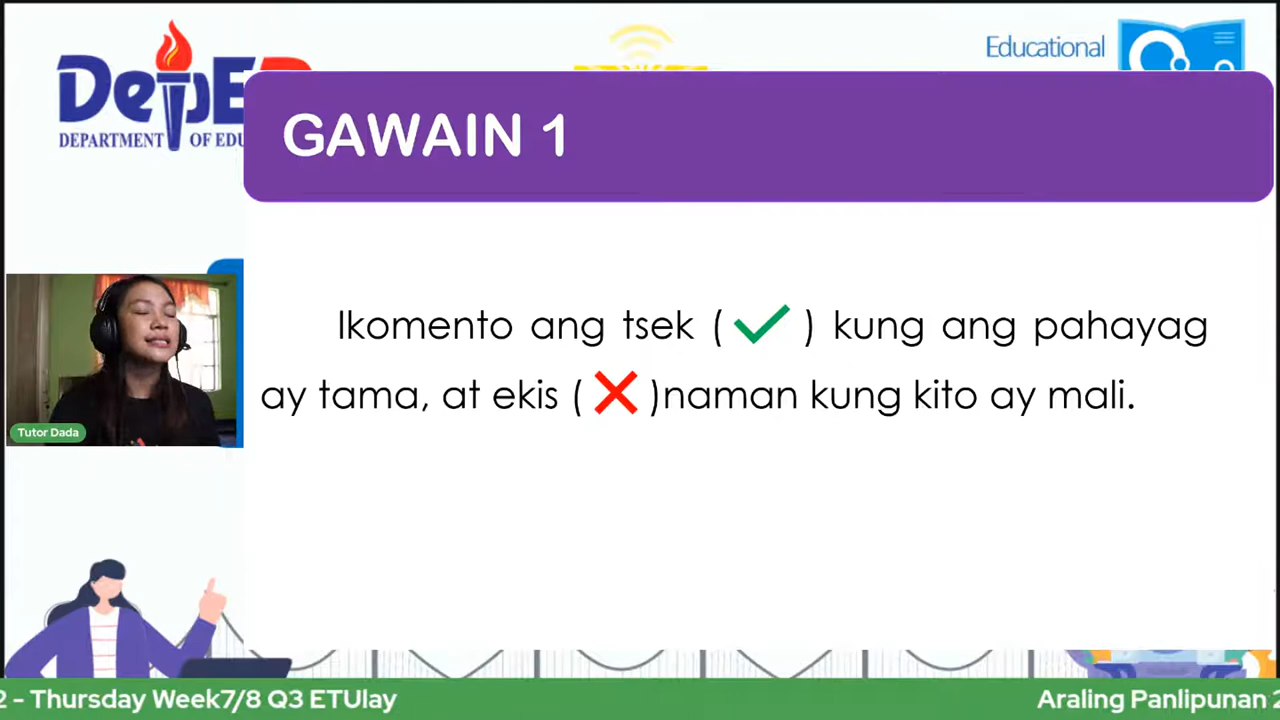 DepED
DEPARTMENT OF EDU
Educational
GAWAIN 1
Ikomento ang tsek ( ✓ ) kung ang pahayag
ay tama, at ekis ( ✗ )naman kung kito ay mali.
Tutor Dada
2 - Thursday Week7/8 Q3 ETUlay
Araling Panlipunan 2